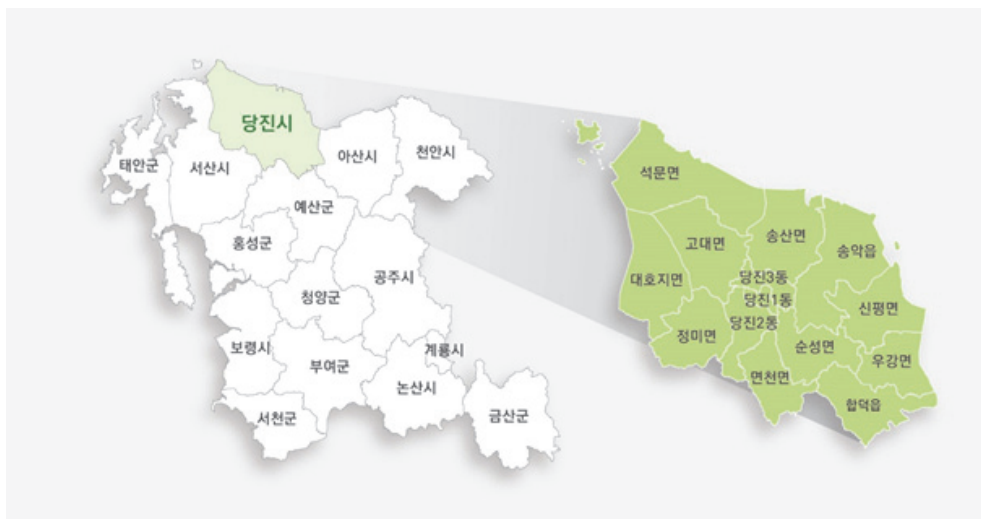 당진시
태안군
서산시
아산시
천안시
예산군
홍성군
공주시
청양군
보령시
부여군
계룡시
논산시
서천군
금산군
석문면
고대면
송산면
송악읍
대호지면
당진3동
당진1동
신평면
당진2동
정미면
순성면
우강면
면천면
합덕읍